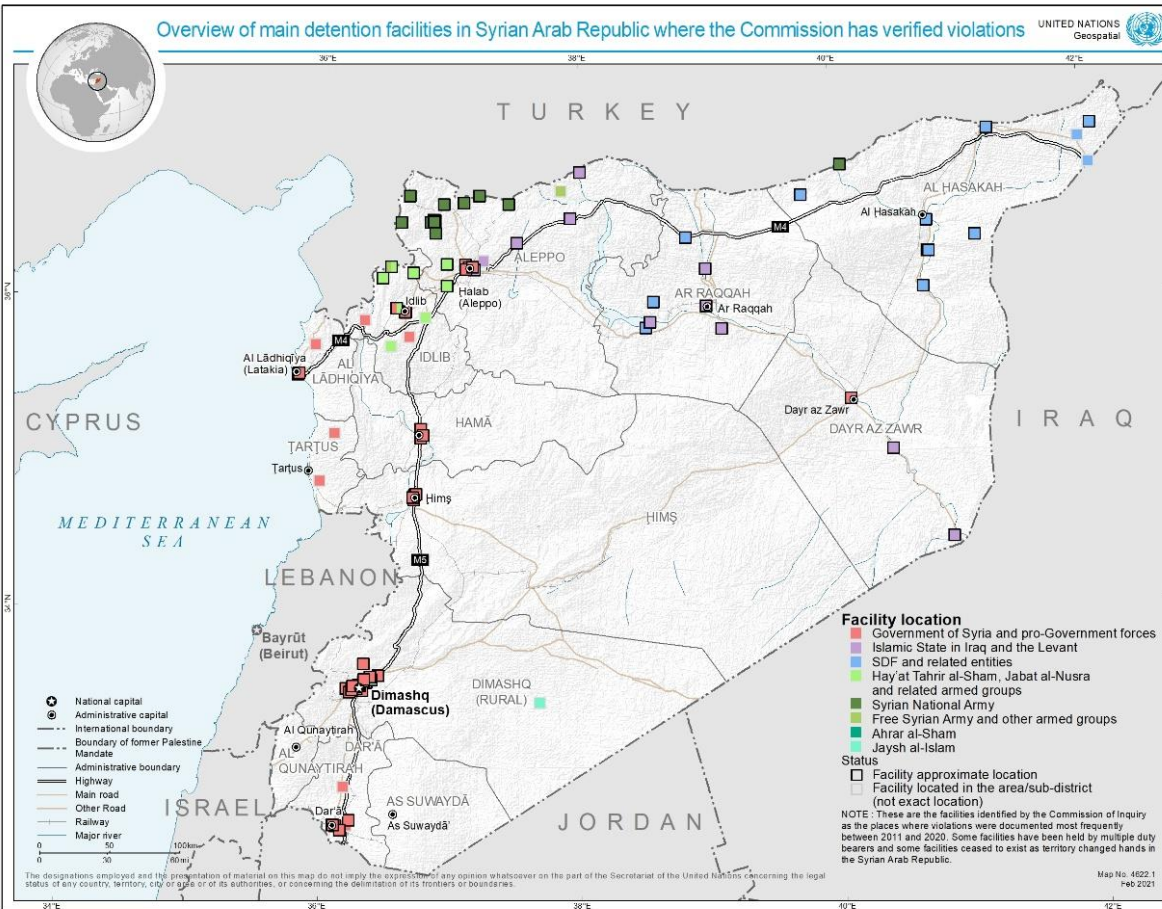 Overview of main detention facilities in Syrian Arab Republic where the Commission has verified violations
UNITED NATIONS
Geospatial
36°E
38°E
40°E
42°E
TURKEY
AL HASAKAH
Al Hasakah
M4
ALEPPO
Halab
(Aleppo)
AR RAQQAH
Ar Raqqah
36°N
Idlib
M4
IDLIB
Al Lādhiqīya
(Latakia)
AL
LĀDHIQĪYA
CYPRUS
HAMĀ
Dayr az Zawr
DAYR AZ ZAWR
IRAQ
ṬARṬUS
Ṭarṭus
Ḥimş
ḤIMŞ
MEDITERRANEAN
SEA
M5
LEBANON
34°N
Bayrūt
(Beirut)
Dimashq
(Damascus)
DIMASHQ
(RURAL)
Al Qunayṭirah
AL
QUNAYTIRAH
DAR'Ā
Dar'ā
AS SUWAYDĀ
As Suwaydā'
ISRAEL
JORDAN
National capital
Administrative capital
International boundary
Boundary of former Palestine
Mandate
Administrative boundary
Highway
Main road
Other Road
Railway
Major river
0 50 100km
0 30 60 mi
Facility location
Government of Syria and pro-Government forces
Islamic State in Iraq and the Levant
SDF and related entities
Hay'at Tahrir al-Sham, Jabat al-Nusra
and related armed groups
Syrian National Army
Free Syrian Army and other armed groups
Ahrar al-Sham
Jaysh al-Islam
Status
Facility approximate location
Facility located in the area/sub-district
(not exact location)
NOTE : These are the facilities identified by the Commission of Inquiry
as the places where violations were documented most frequently
between 2011 and 2020. Some facilities have been held by multiple duty
bearers and some facilities ceased to exist as territory changed hands in
the Syrian Arab Republic.
The designations employed and the presentation of material on this map do not imply the expression of any opinion whatsoever on the part of the Secretariat of the United Nations concerning the legal
status of any country, territory, city or area or of its authorities, or concerning the delimitation of its frontiers or boundaries.
Map No. 4622.1
Feb 2021
34°E
36°E
38°E
40°E
42°E